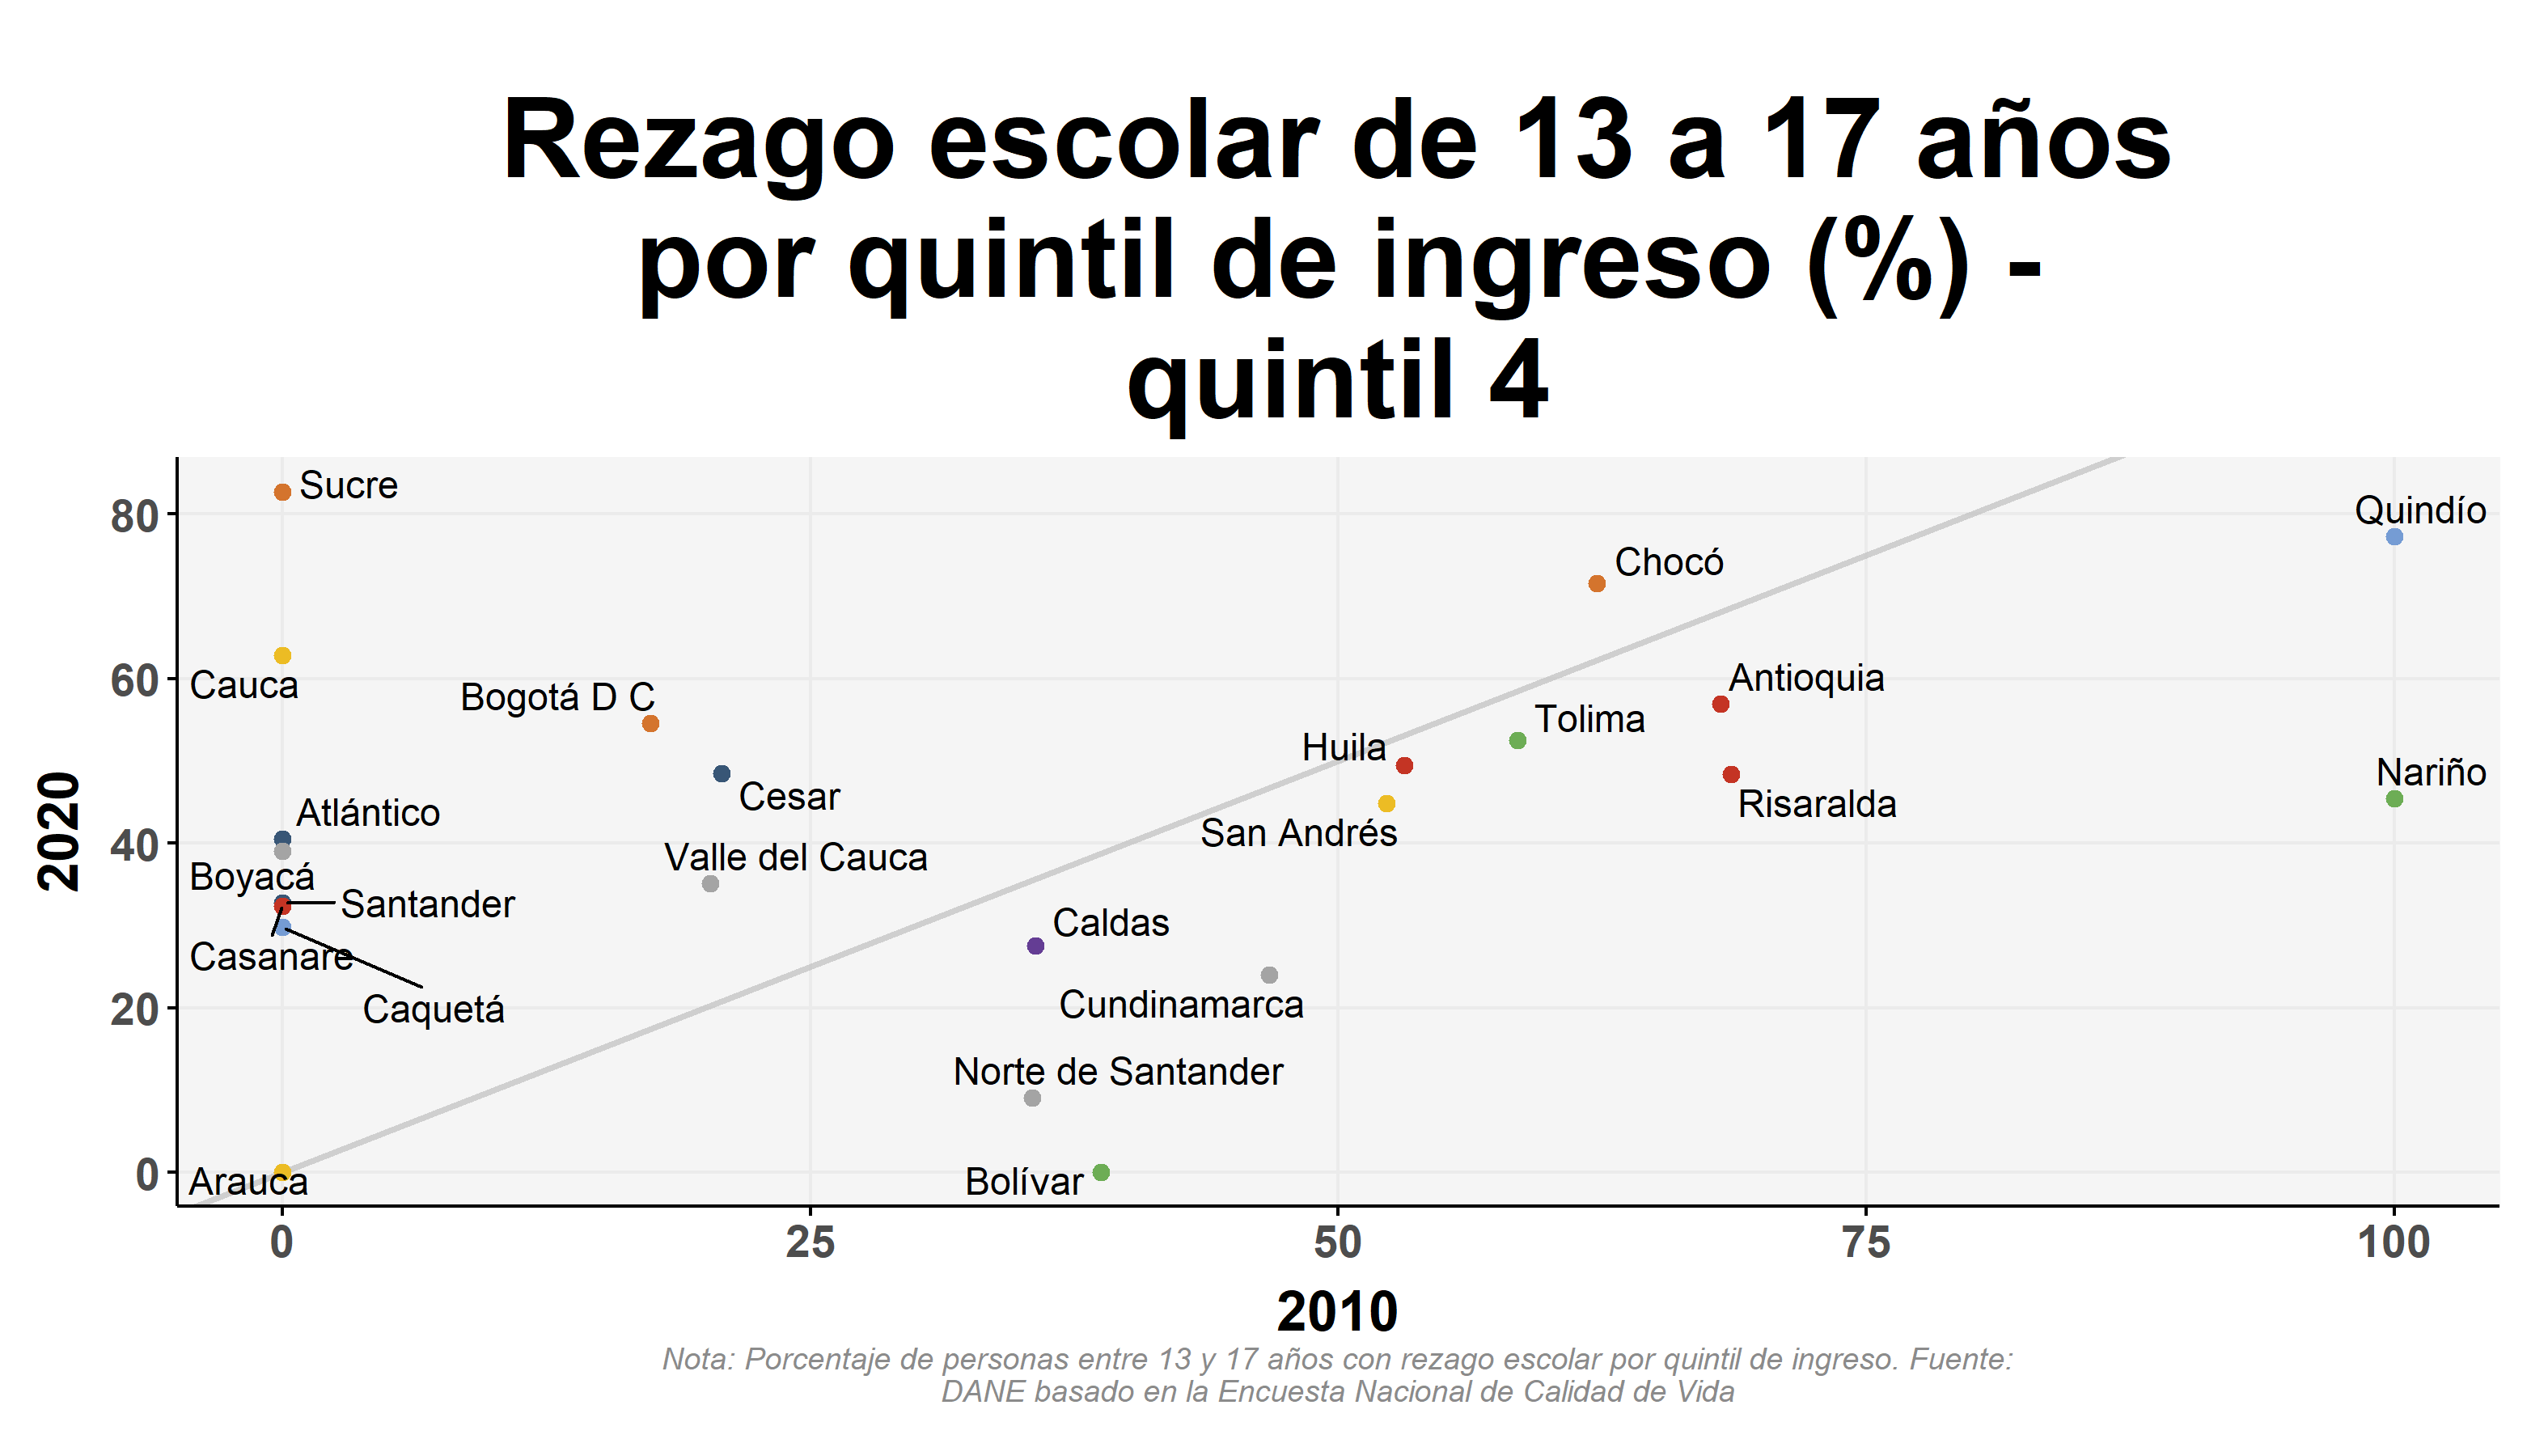 Rezago escolar de 13 a 17 años
por quintil de ingreso (%) -
quintil 4
Sucre
80
Quindío
Chocó
60
Cauca
Bogotá D C
Antioquia
Tolima
Huila
Nariño
Cesar
Risaralda
Atlántico
San Andrés
40
2020
Valle del Cauca
Boyacá
Santander
Caldas
Casanare
Caquetá
Cundinamarca
20
Norte de Santander
Arauca
Bolívar
0
0 25 50 75 100
2010
Nota: Porcentaje de personas entre 13 y 17 años con rezago escolar por quintil de ingreso. Fuente:
DANE basado en la Encuesta Nacional de Calidad de Vida